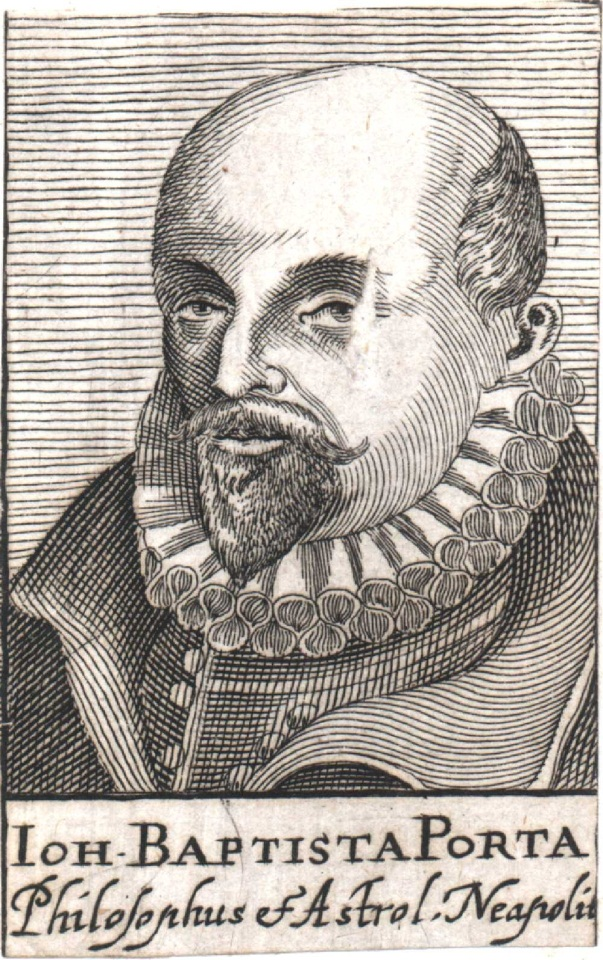 IOH-BAPTISTA PORTA
Philoſophus & Astrol. Neapolit